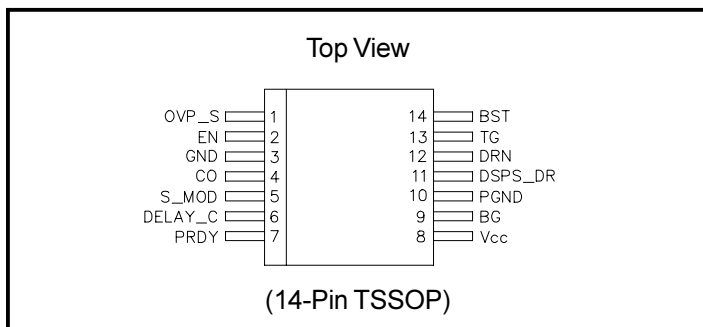 Top View
OVP_S 1 14 BST
EN 2 13 TG
GND 3 12 DRN
CO 4 11 DSPS_DR
S_MOD 5 10 PGND
DELAY_C 6 9 BG
PRDY 7 8 Vcc
(14-Pin TSSOP)